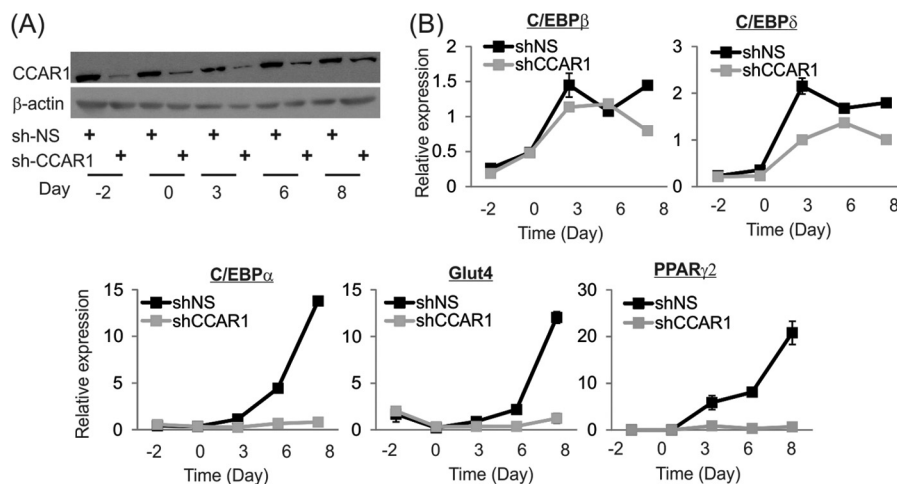 (A)
CCAR1
β-actin
sh-NS + + + + +
sh-CCAR1 + + + + +
Day -2 0 3 6 8
(B)
C/EBPβ
shNS
shCCAR1
Relative expression
2
1.5
1
0.5
0
-2 0 3 6 8
Time (Day)
C/EBPδ
shNS
shCCAR1
3
2
1
0
-2 0 3 6 8
Time (Day)
C/EBPα
shNS
shCCAR1
Relative expression
15
10
5
0
-2 0 3 6 8
Time (Day)
Glut4
shNS
shCCAR1
15
10
5
0
-2 0 3 6 8
Time (Day)
PPARγ2
shNS
shCCAR1
30
20
10
0
-2 0 3 6 8
Time (Day)